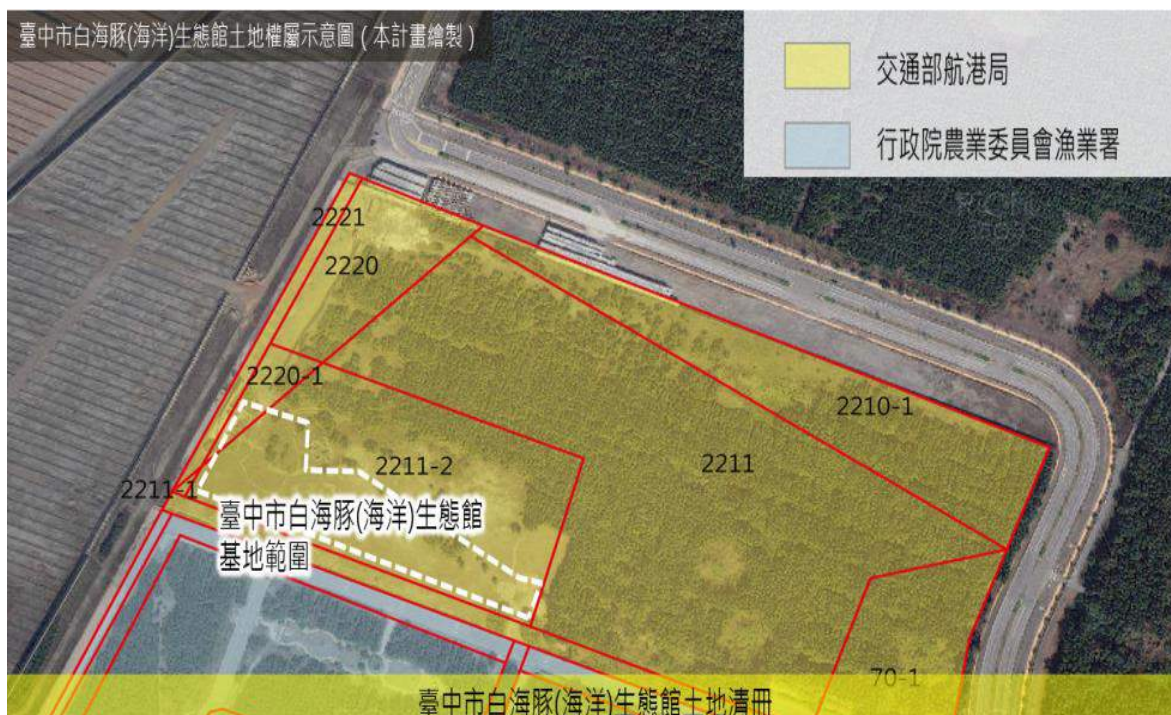 臺中市白海豚(海洋)生態館土地權屬示意圖(本計畫繪製)
交通部航港局
行政院農業委員會漁業署
2221
2220
2220-1
2210-1
2211-2
2211
2211-1
臺中市白海豚(海洋)生態館
基地範圍
70-1
臺中市白海豚(海洋)生態館土地清冊